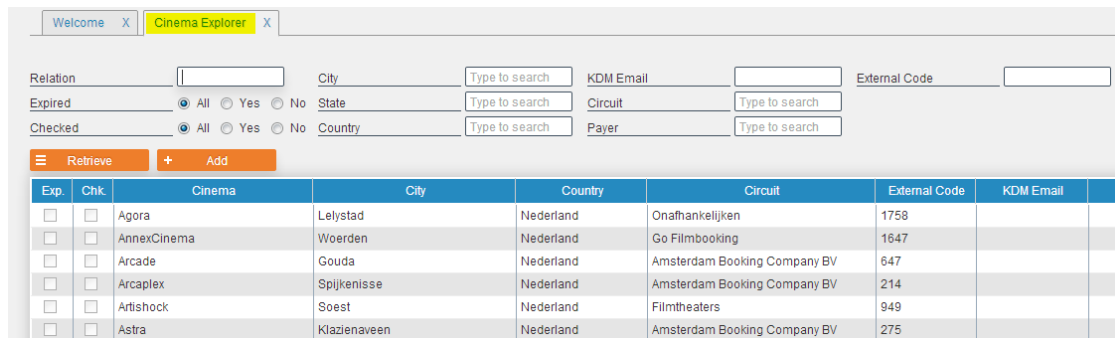 Welcome X Cinema Explorer X
Relation City Type to search KDM Email External Code
Expired All Yes No State Type to search Circuit Type to search
Checked All Yes No Country Type to search Payer Type to search
Retrieve + Add
Exp. Chk. Cinema City Country Circuit External Code KDM Email
Agora Lelystad Nederland Onafhankelijken 1758
AnnexCinema Woerden Nederland Go Filmbooking 1647
Arcade Gouda Nederland Amsterdam Booking Company BV 647
Arcaplex Spijkenisse Nederland Amsterdam Booking Company BV 214
Artishock Soest Nederland Filmtheaters 949
Astra Klazienaveen Nederland Amsterdam Booking Company BV 275